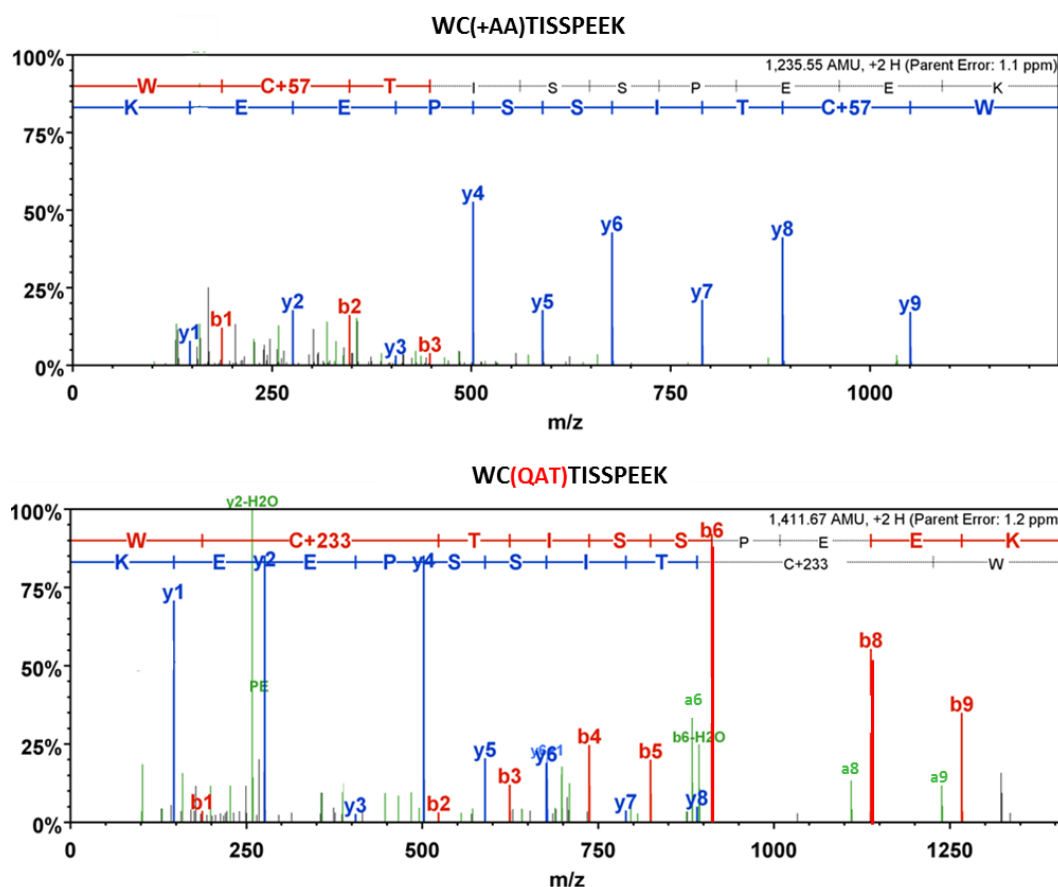 WC(+AA)TISSPEEK
100%
1,235.55 AMU, +2 H (Parent Error: 1.1 ppm)
W C+57 T I S S P E E K
K E E P S S I T C+57 W
75%
50%
y4
y6
y8
25%
y1 b1 y2 b2 y3 b3 y5 y7 y9
0%
0 250 500 750 1000
m/z
WC(QAT)TISSPEEK
y2-H2O
100%
1,411.67 AMU, +2 H (Parent Error: 1.2 ppm)
W C+233 T I S S b6 P E E K
K E y2 E P y4 S S I T C+233 W
75%
y1
50%
b8
PE
a6
b9
25%
y5 y6 b4 b6-H2O
b3 b5 a8 a9
b1 y3 b2 y7 y8
0%
0 250 500 750 1000 1250
m/z